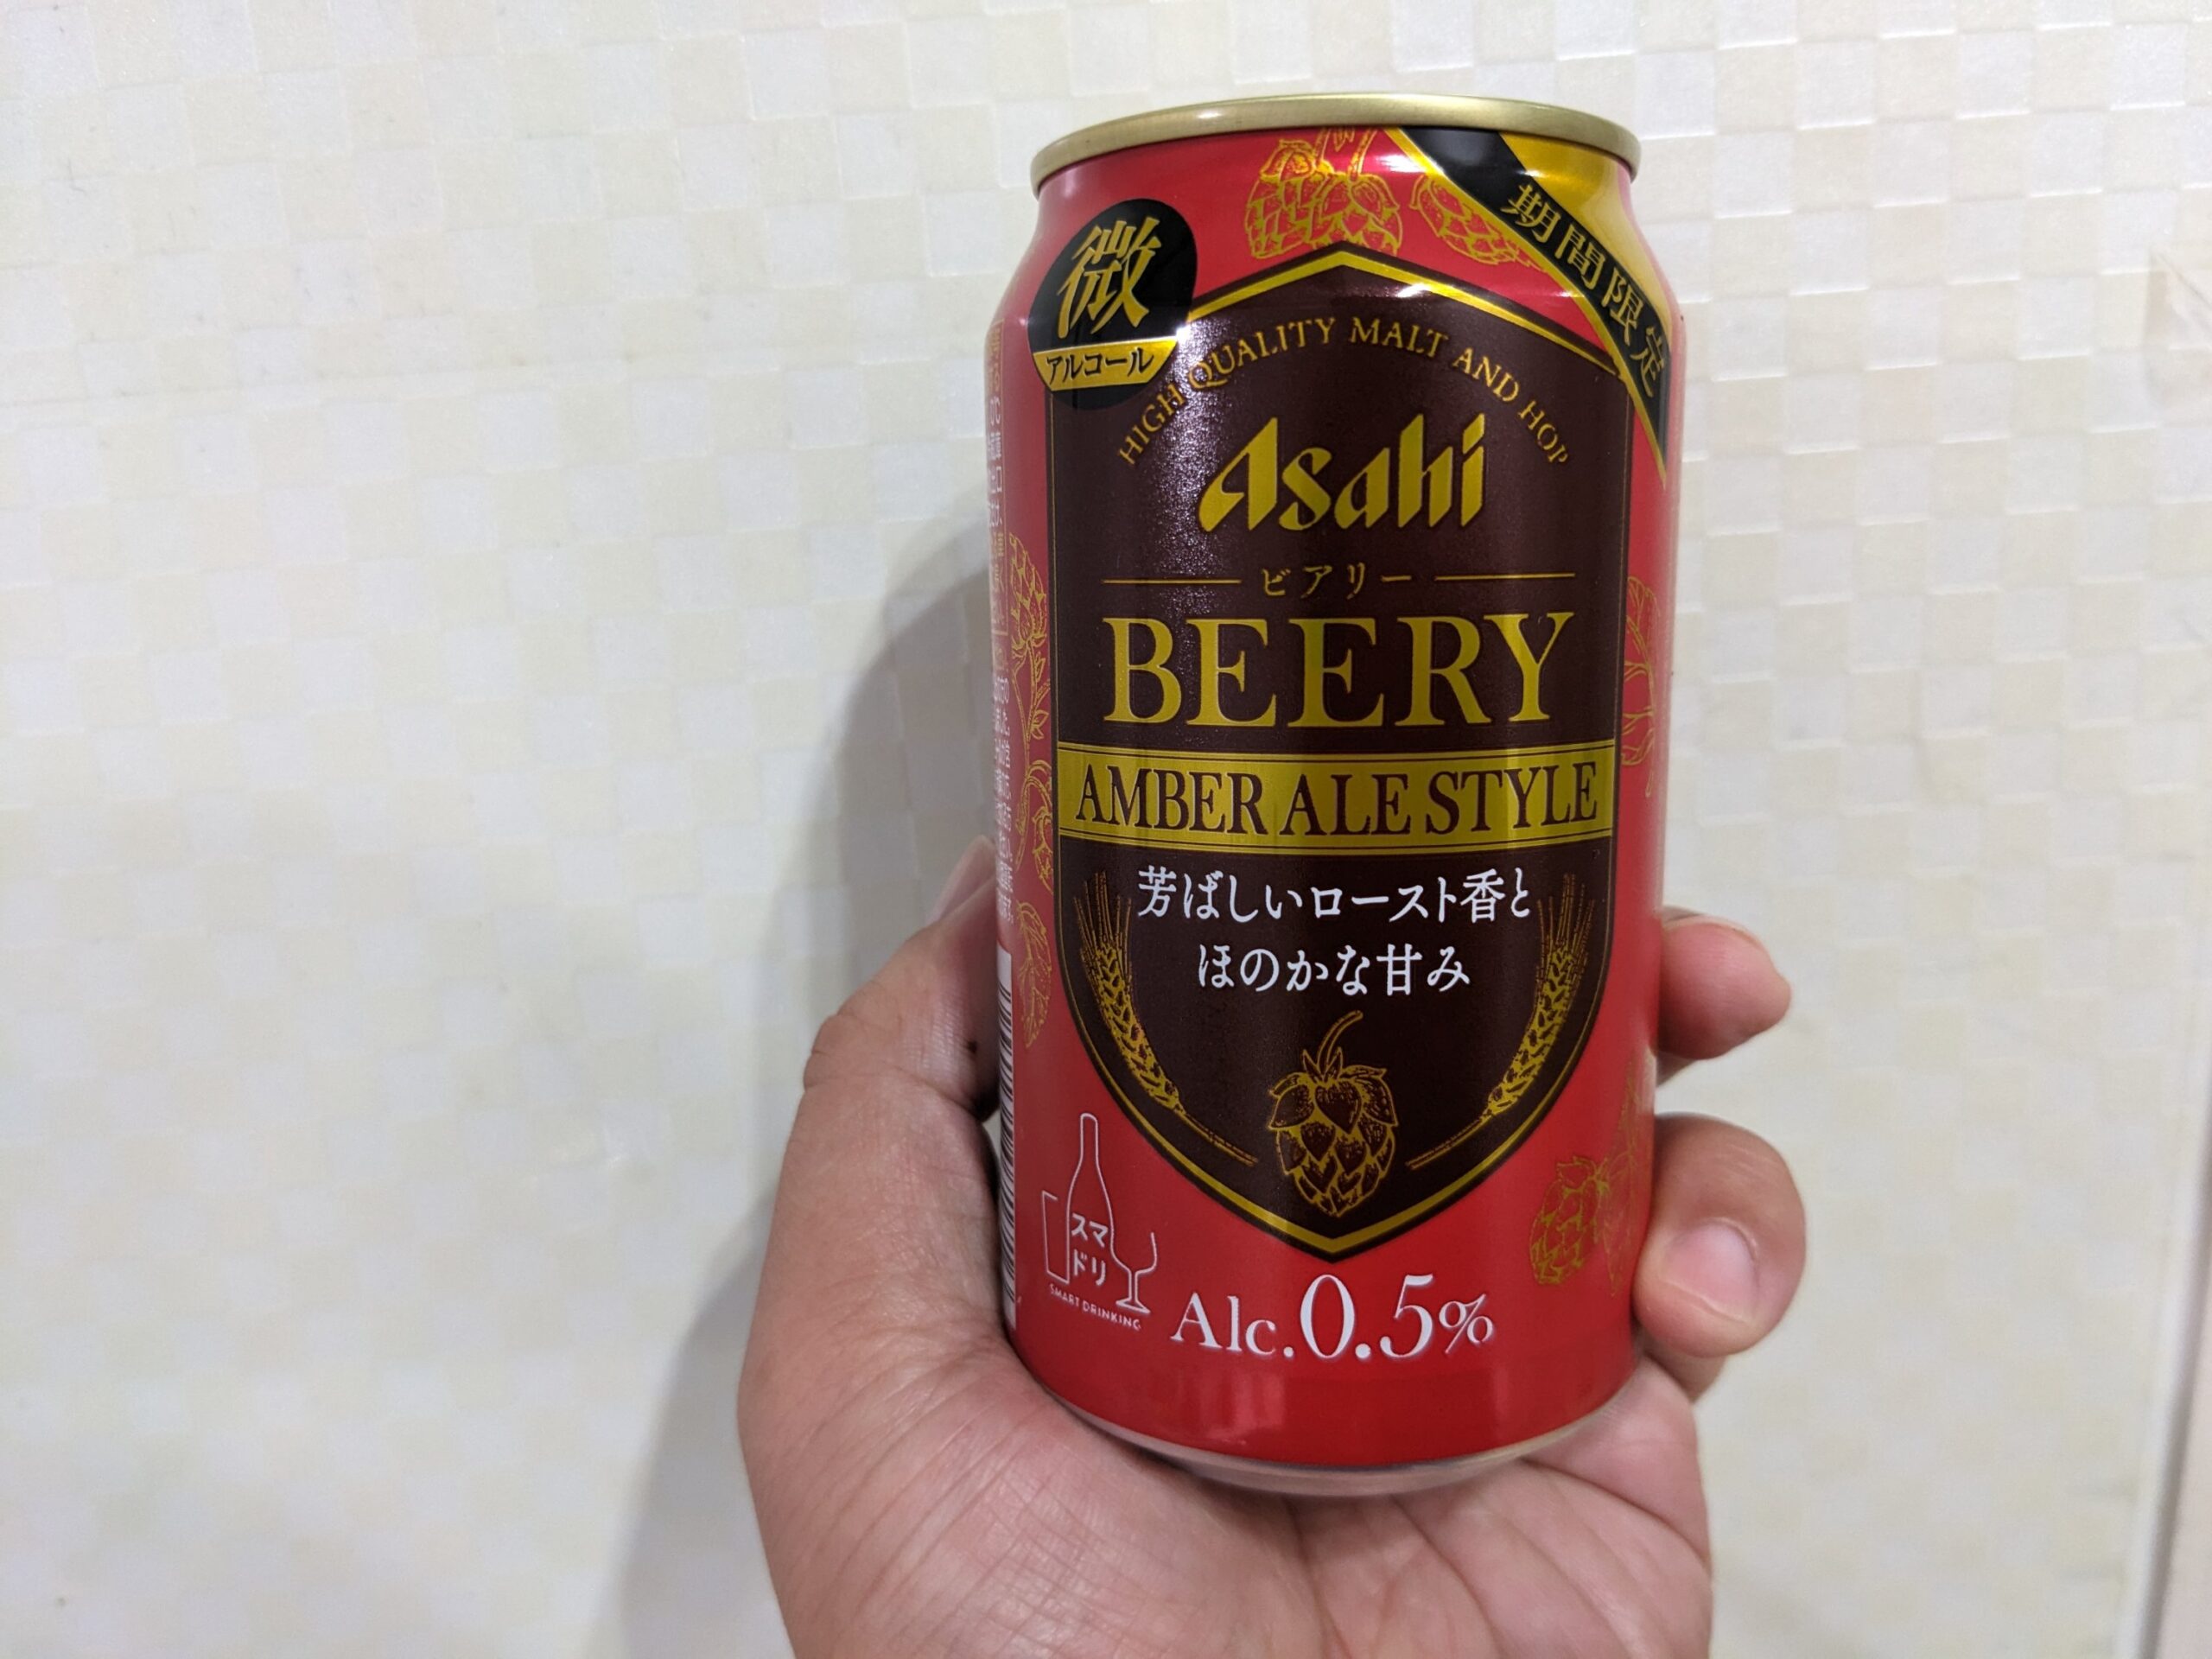 微
アルコール
期間限定
HIGH QUALITY MALT AND HOP
Asahi
ビアリー
BEERY
AMBER ALE STYLE
芳ばしいロースト香と
ほのかな甘み
スマ
ドリ
SMART DRINKING
Alc.0.5%